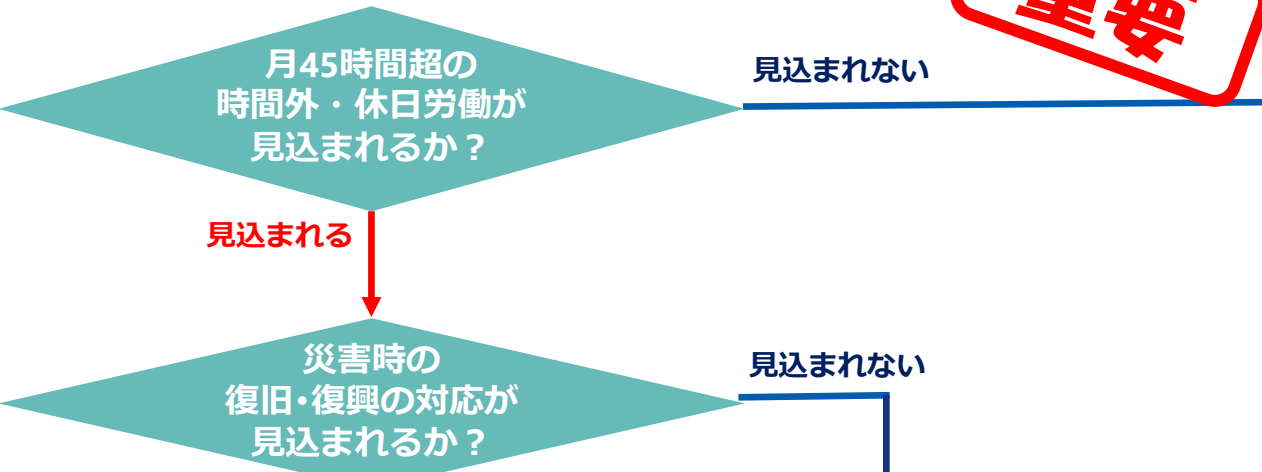 重要
月45時間超の
時間外・休日労働が
見込まれるか？
見込まれない
見込まれる
災害時の
復旧・復興の対応が
見込まれるか？
見込まれない